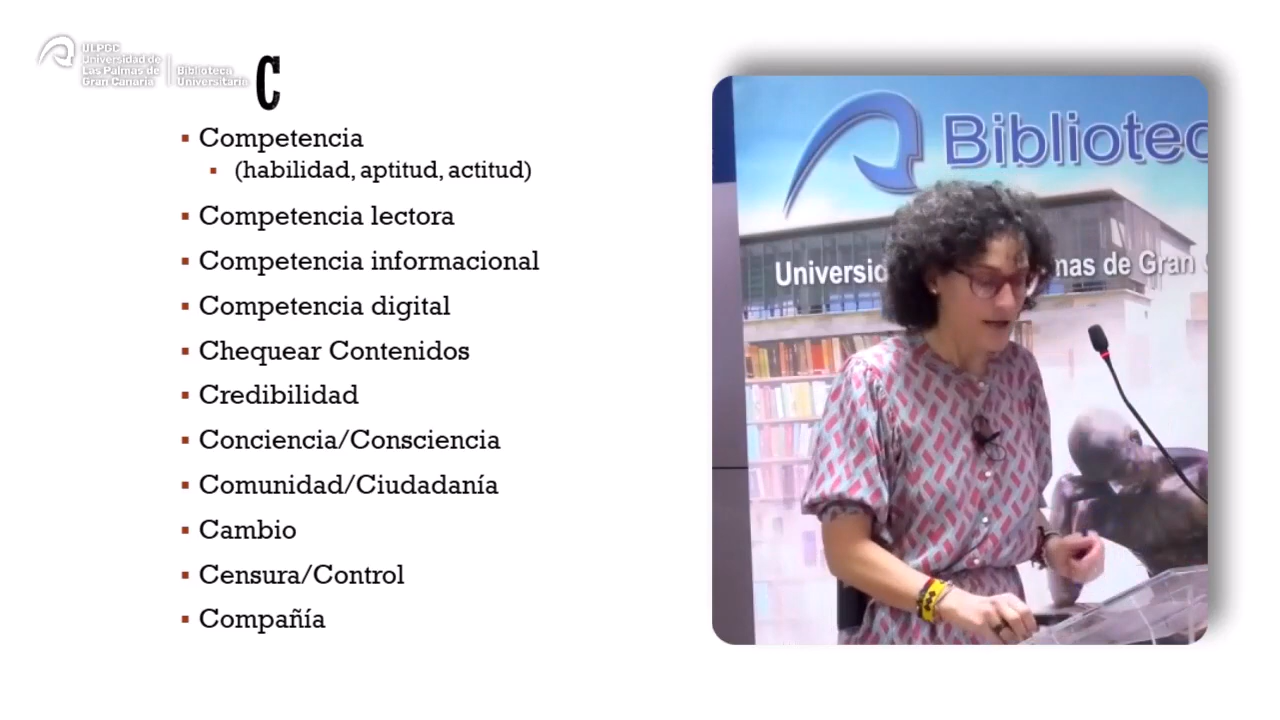 ULPGC
Universidad de
Las Palmas de
Gran Canaria
Biblioteca
Universitaria
C
Competencia
(habilidad, aptitud, actitud)
Competencia lectora
Competencia informacional
Competencia digital
Chequear Contenidos
Credibilidad
Conciencia/Consciencia
Comunidad/Ciudadanía
Cambio
Censura/Control
Compañía
Bibliotec
Universid
mas de Gran